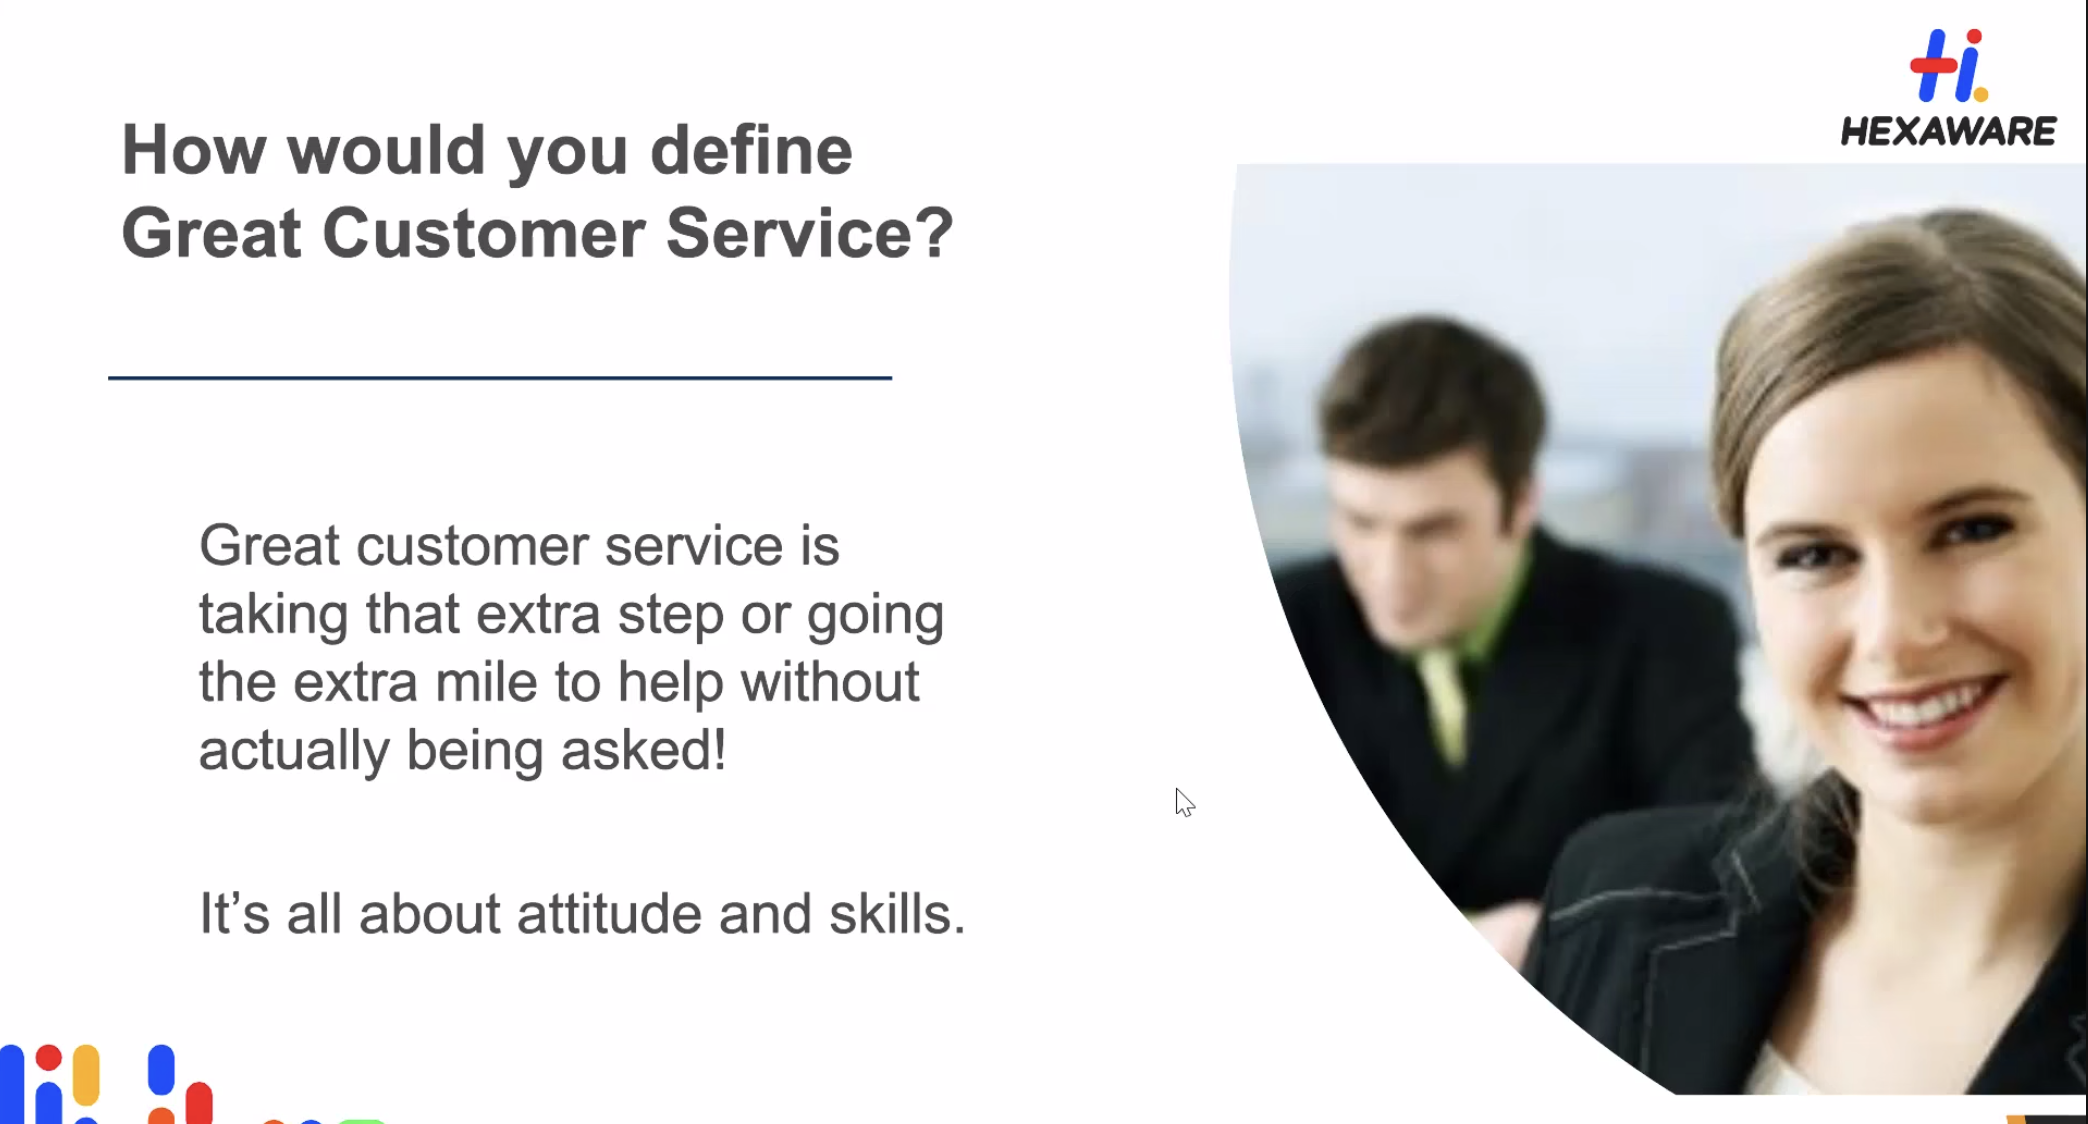 How would you define
Great Customer Service?
HEXAWARE
Great customer service is
taking that extra step or going
the extra mile to help without
actually being asked!
It's all about attitude and skills.